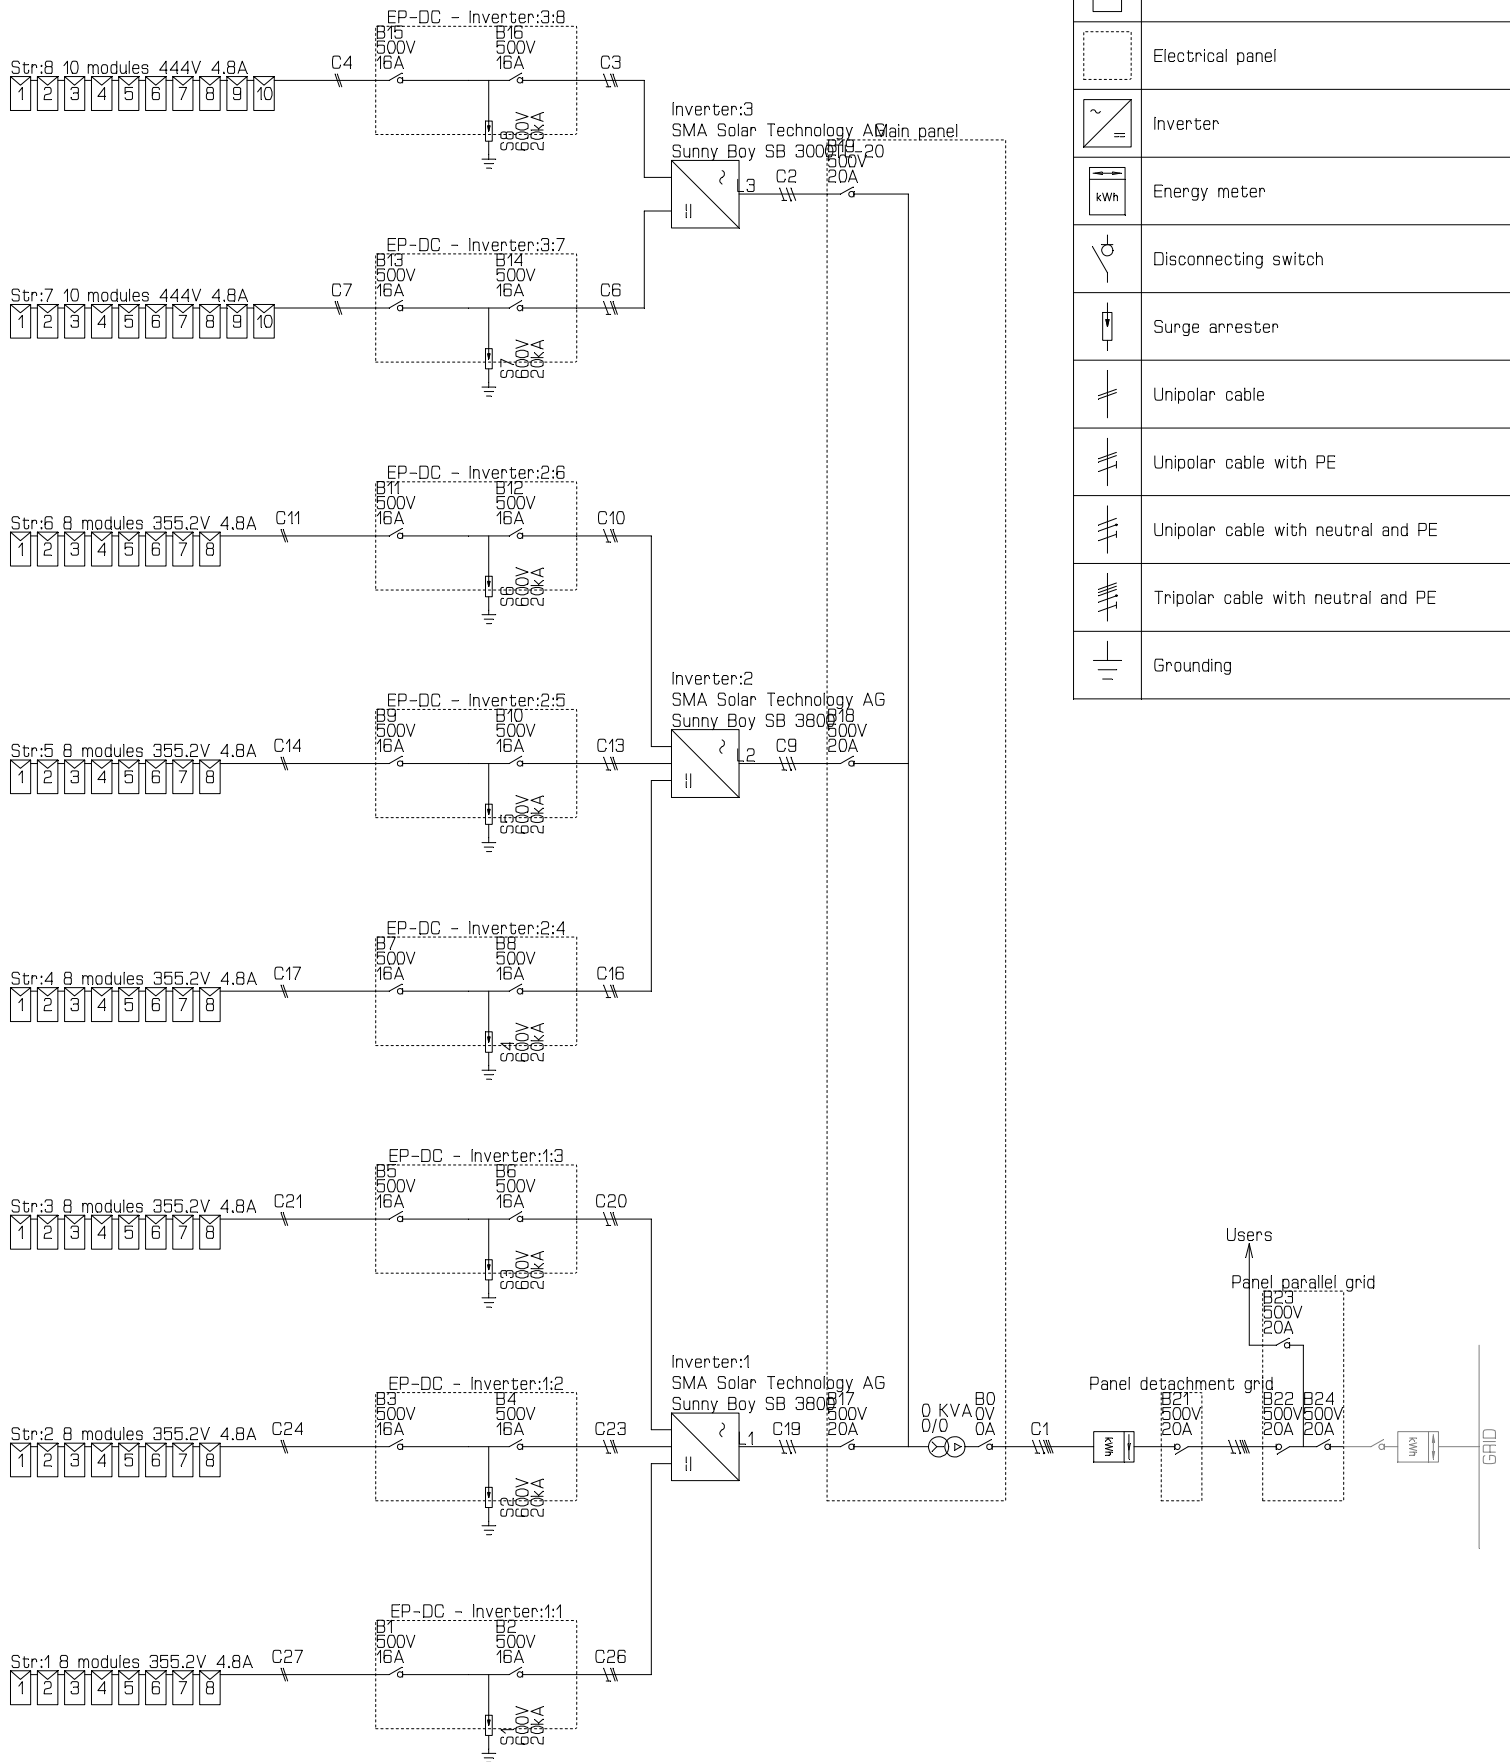 EP-DC - Inverter:3:8
B15
500V
16A
B16
500V
16A
Str:8 10 modules 444V 4.8A
C4
C3
1 2 3 4 5 6 7 8 9 10
S8
600V
20kA
Inverter:3
SMA Solar Technology AG
Sunny Boy SB 3000TL-20
L3
C2
Main panel
B19
500V
20A
EP-DC - Inverter:3:7
B13
500V
16A
B14
500V
16A
Str:7 10 modules 444V 4.8A
C7
C6
1 2 3 4 5 6 7 8 9 10
S7
600V
20kA
EP-DC - Inverter:2:6
B11
500V
16A
B12
500V
16A
Str:6 8 modules 355.2V 4.8A
C11
C10
1 2 3 4 5 6 7 8
S6
600V
20kA
Inverter:2
SMA Solar Technology AG
Sunny Boy SB 3800
L2
C9
B18
500V
20A
EP-DC - Inverter:2:5
B9
500V
16A
B10
500V
16A
Str:5 8 modules 355.2V 4.8A
C14
C13
1 2 3 4 5 6 7 8
S5
600V
20kA
EP-DC - Inverter:2:4
B7
500V
16A
B8
500V
16A
Str:4 8 modules 355.2V 4.8A
C17
C16
1 2 3 4 5 6 7 8
S4
600V
20kA
EP-DC - Inverter:1:3
B5
500V
16A
B6
500V
16A
Str:3 8 modules 355.2V 4.8A
C21
C20
1 2 3 4 5 6 7 8
S3
600V
20kA
Inverter:1
SMA Solar Technology AG
Sunny Boy SB 3800
L1
C19
B17
500V
20A
EP-DC - Inverter:1:2
B3
500V
16A
B4
500V
16A
Str:2 8 modules 355.2V 4.8A
C24
C23
1 2 3 4 5 6 7 8
S2
600V
20kA
EP-DC - Inverter:1:1
B1
500V
16A
B2
500V
16A
Str:1 8 modules 355.2V 4.8A
C27
C26
1 2 3 4 5 6 7 8
S1
600V
20kA
0 KVA
0/0
B0
0V
0A
C1
kWh
Panel detachment grid
B21
500V
20A
Users
Panel parallel grid
B23
500V
20A
B22
500V
20A
B24
500V
20A
kWh
GRID
Electrical panel
Inverter
kWh
Energy meter
Disconnecting switch
Surge arrester
Unipolar cable
Unipolar cable with PE
Unipolar cable with neutral and PE
Tripolar cable with neutral and PE
Grounding